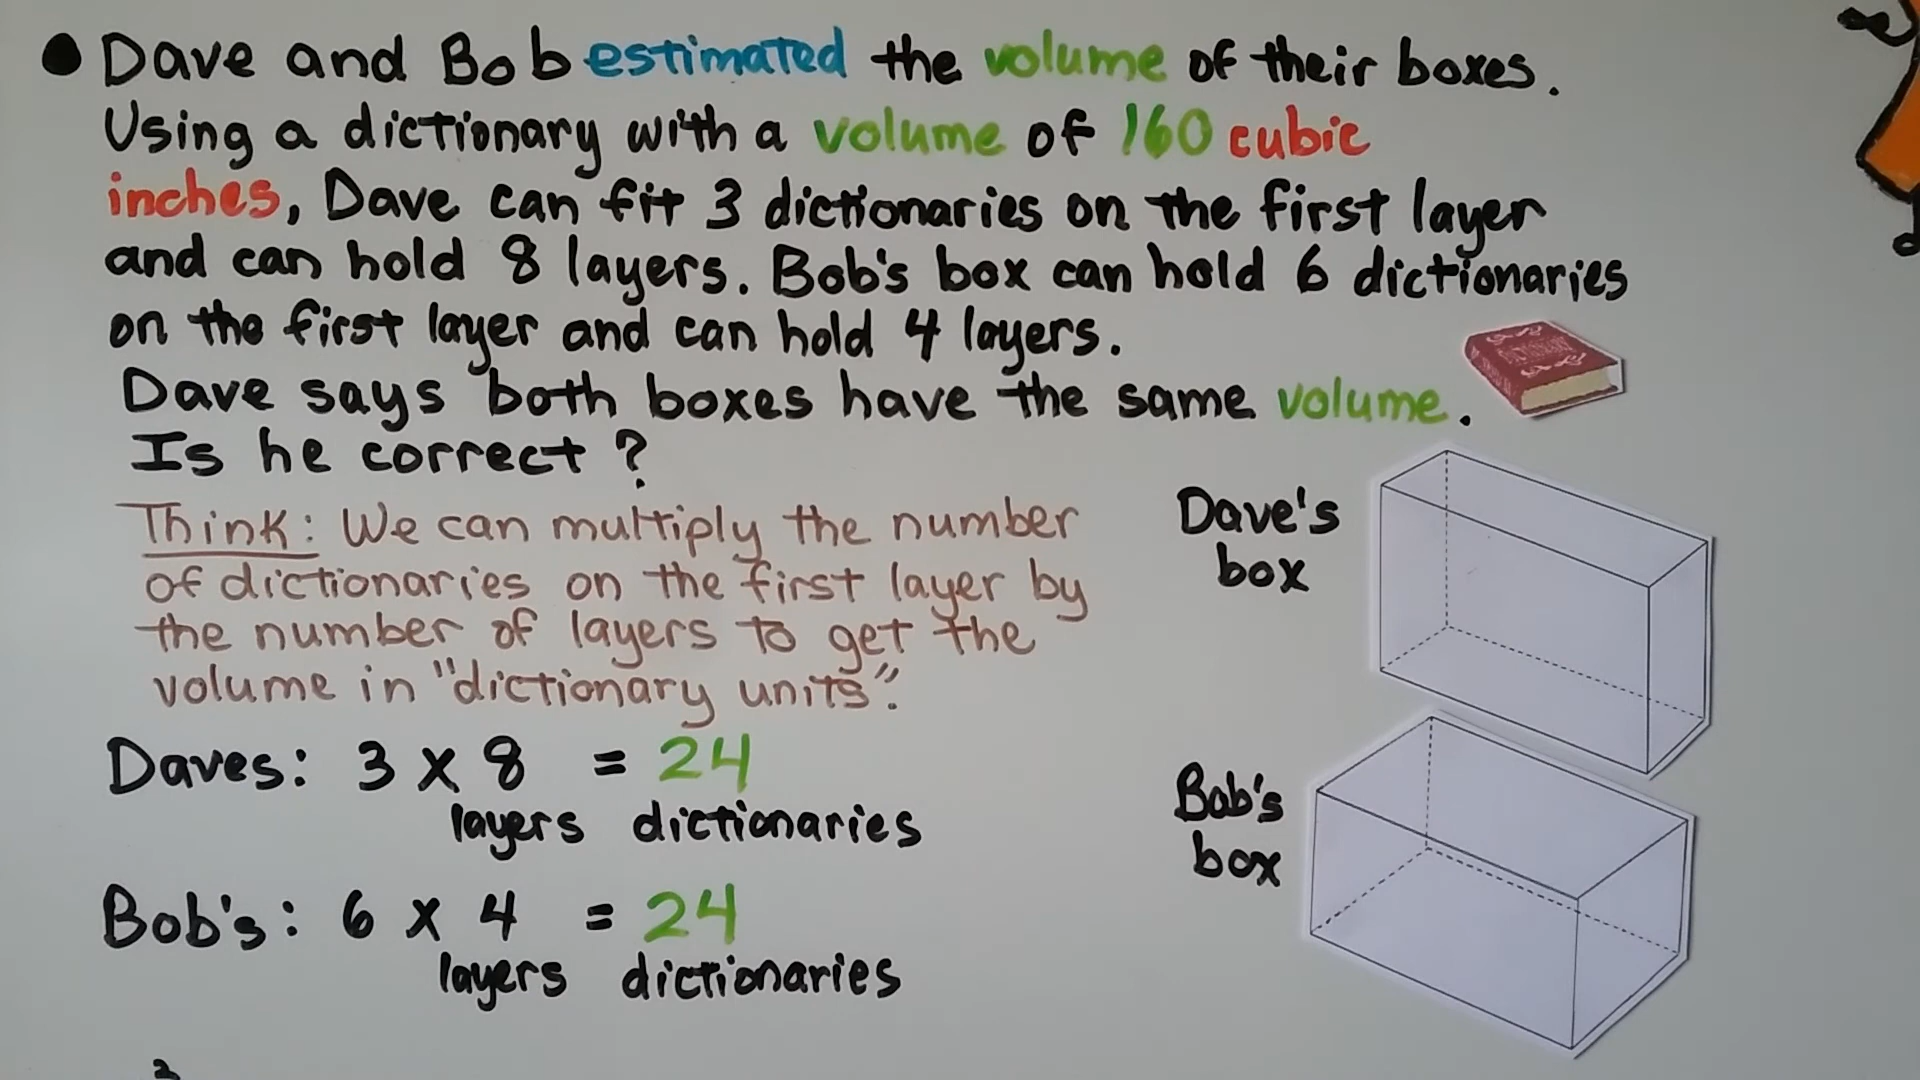 Dave and Bob estimated the volume of their boxes.
Using a dictionary with a volume of 160 cubic
inches, Dave can fit 3 dictionaries on the first layer
and can hold 8 layers. Bob's box can hold 6 dictionaries
on the first layer and can hold 4 layers.
Dave says both boxes have the same volume.
Is he correct?
Think: We can multiply the number
of dictionaries on the first layer by
the number of layers to get the
volume in "dictionary units".
Dave's
box
Daves: 3 x 8 = 24
layers dictionaries
Bob's
box
Bob's: 6 x 4 = 24
layers dictionaries